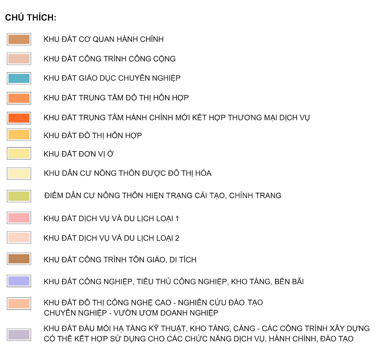 CHÚ THÍCH:
KHU ĐẤT CƠ QUAN HÀNH CHÍNH
KHU ĐẤT CÔNG TRÌNH CÔNG CỘNG
KHU ĐẤT GIÁO DỤC CHUYÊN NGHIỆP
KHU ĐẤT TRUNG TÂM ĐÔ THỊ HỖN HỢP
KHU ĐẤT TRUNG TÂM HÀNH CHÍNH MỚI KẾT HỢP THƯƠNG MẠI DỊCH VỤ
KHU ĐẤT ĐÔ THỊ HỖN HỢP
KHU ĐẤT ĐƠN VỊ Ở
KHU DÂN CƯ NÔNG THÔN ĐƯỢC ĐÔ THỊ HÓA
ĐIỂM DÂN CƯ NÔNG THÔN HIỆN TRẠNG CẢI TẠO, CHỈNH TRANG
KHU ĐẤT DỊCH VỤ VÀ DU LỊCH LOẠI 1
KHU ĐẤT DỊCH VỤ VÀ DU LỊCH LOẠI 2
KHU ĐẤT CÔNG TRÌNH TÔN GIÁO, DI TÍCH
KHU ĐẤT CÔNG NGHIỆP, TIỂU THỦ CÔNG NGHIỆP, KHO TÀNG, BẾN BÃI
KHU ĐẤT ĐÔ THỊ CÔNG NGHỆ CAO - NGHIÊN CỨU ĐÀO TẠO
CHUYÊN NGHIỆP - VƯỜN ƯƠM DOANH NGHIỆP
KHU ĐẤT ĐẦU MỐI HẠ TẦNG KỸ THUẬT, KHO TÀNG, CẢNG - CÁC CÔNG TRÌNH XÂY DỰNG
CÓ THỂ KẾT HỢP SỬ DỤNG CHO CÁC CHỨC NĂNG DỊCH VỤ, HÀNH CHÍNH, ĐÀO TẠO